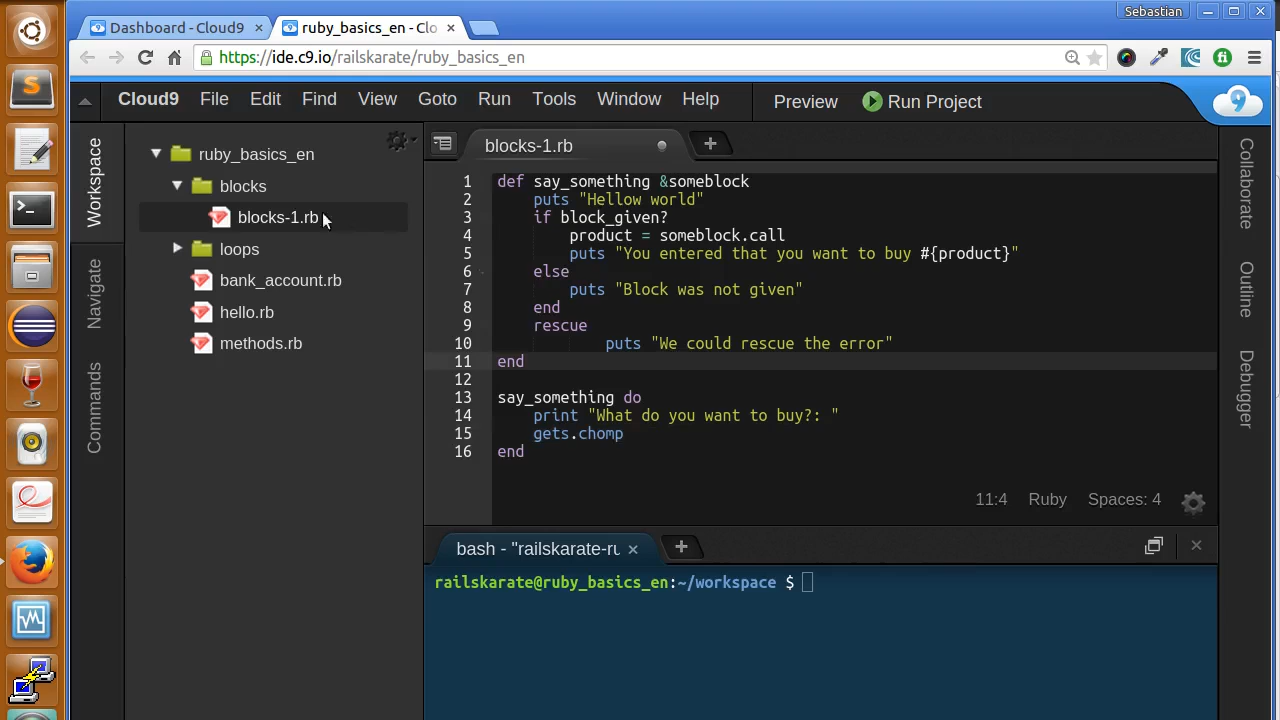 Sebastian
Dashboard - Cloud9
ruby_basics_en - Clo
https://ide.c9.io/railskarate/ruby_basics_en
Cloud9 File Edit Find View Goto Run Tools Window Help Preview Run Project
Workspace
Navigate
Commands
ruby_basics_en
blocks
blocks-1.rb
loops
bank_account.rb
hello.rb
methods.rb
blocks-1.rb
1 def say_something &someblock
2 puts "Hellow world"
3 if block_given?
4 product = someblock.call
5 puts "You entered that you want to buy #{product}"
6 else
7 puts "Block was not given"
8 end
9 rescue
10 puts "We could rescue the error"
11 end
12
13 say_something do
14 print "What do you want to buy?: "
15 gets.chomp
16 end
11:4 Ruby Spaces: 4
bash - "railskarate-ru
railskarate@ruby_basics_en:~/workspace $
Collaborate
Outline
Debugger